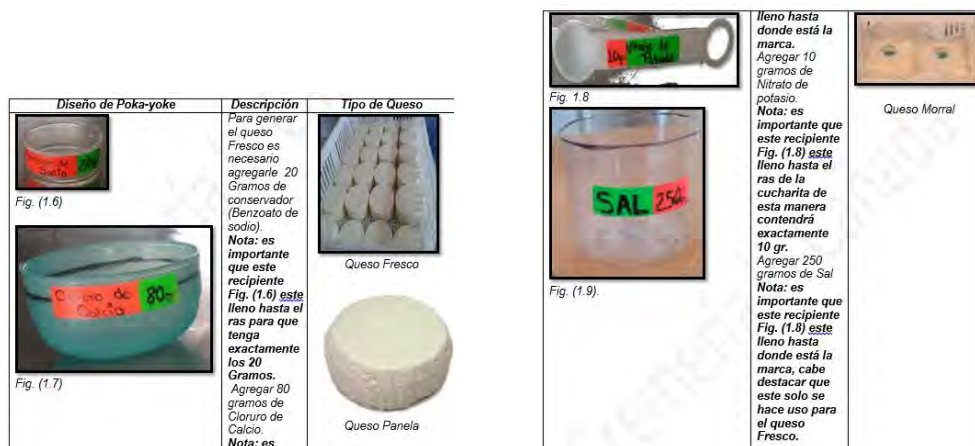 Diseño de Poka-yoke
Descripción
Tipo de Queso
Fig. (1.6)
80gr
Fig. (1.7)
Para generar
el queso
Fresco es
necesario
agregarle 20
Gramos de
conservador
(Benzoato de
sodio).
Nota: es
importante
que este
recipiente
Fig. (1.6) este
lleno hasta el
ras para que
tenga
exactamente
los 20
Gramos.
Agregar 80
gramos de
Cloruro de
Calcio.
Nota: es
Queso Fresco
Queso Panela
10gr
Fig. 1.8
SAL 250gr
Fig. (1.9).
lleno hasta
donde está la
marca.
Agregar 10
gramos de
Nitrato de
potasio.
Nota: es
importante que
este recipiente
Fig. (1.8) este
lleno hasta el
ras de la
cucharita de
esta manera
contendrá
exactamente
10 gr.
Agregar 250
gramos de Sal
Nota: es
importante que
este recipiente
Fig. (1.8) este
lleno hasta
donde está la
marca, cabe
destacar que
este solo se
hace uso para
el queso
Fresco.
Queso Morral